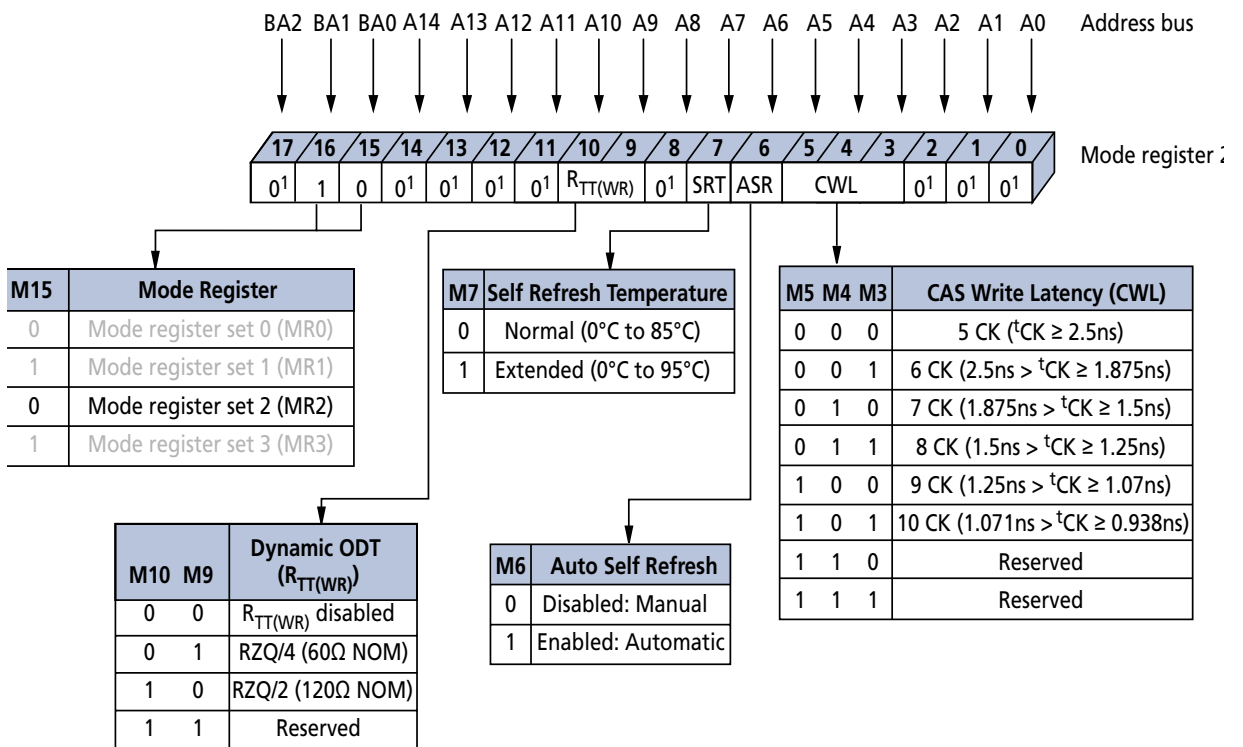 BA2 BA1 BA0 A14 A13 A12 A11 A10 A9 A8 A7 A6 A5 A4 A3 A2 A1 A0 Address bus
17 16 15 14 13 12 11 10 9 8 7 6 5 4 3 2 1 0
Mode register 2
0¹ 1 0 0¹ 0¹ 0¹ 0¹ R_TT(WR) 0¹ SRT ASR CWL 0¹ 0¹ 0¹
M15 Mode Register
0 Mode register set 0 (MR0)
1 Mode register set 1 (MR1)
0 Mode register set 2 (MR2)
1 Mode register set 3 (MR3)
M7 Self Refresh Temperature
0 Normal (0°C to 85°C)
1 Extended (0°C to 95°C)
M5 M4 M3 CAS Write Latency (CWL)
0 0 0 5 CK (ᵗCK ≥ 2.5ns)
0 0 1 6 CK (2.5ns > ᵗCK ≥ 1.875ns)
0 1 0 7 CK (1.875ns > ᵗCK ≥ 1.5ns)
0 1 1 8 CK (1.5ns > ᵗCK ≥ 1.25ns)
1 0 0 9 CK (1.25ns > ᵗCK ≥ 1.07ns)
1 0 1 10 CK (1.071ns > ᵗCK ≥ 0.938ns)
1 1 0 Reserved
1 1 1 Reserved
M10 M9 Dynamic ODT
(R_TT(WR))
0 0 R_TT(WR) disabled
0 1 RZQ/4 (60Ω NOM)
1 0 RZQ/2 (120Ω NOM)
1 1 Reserved
M6 Auto Self Refresh
0 Disabled: Manual
1 Enabled: Automatic